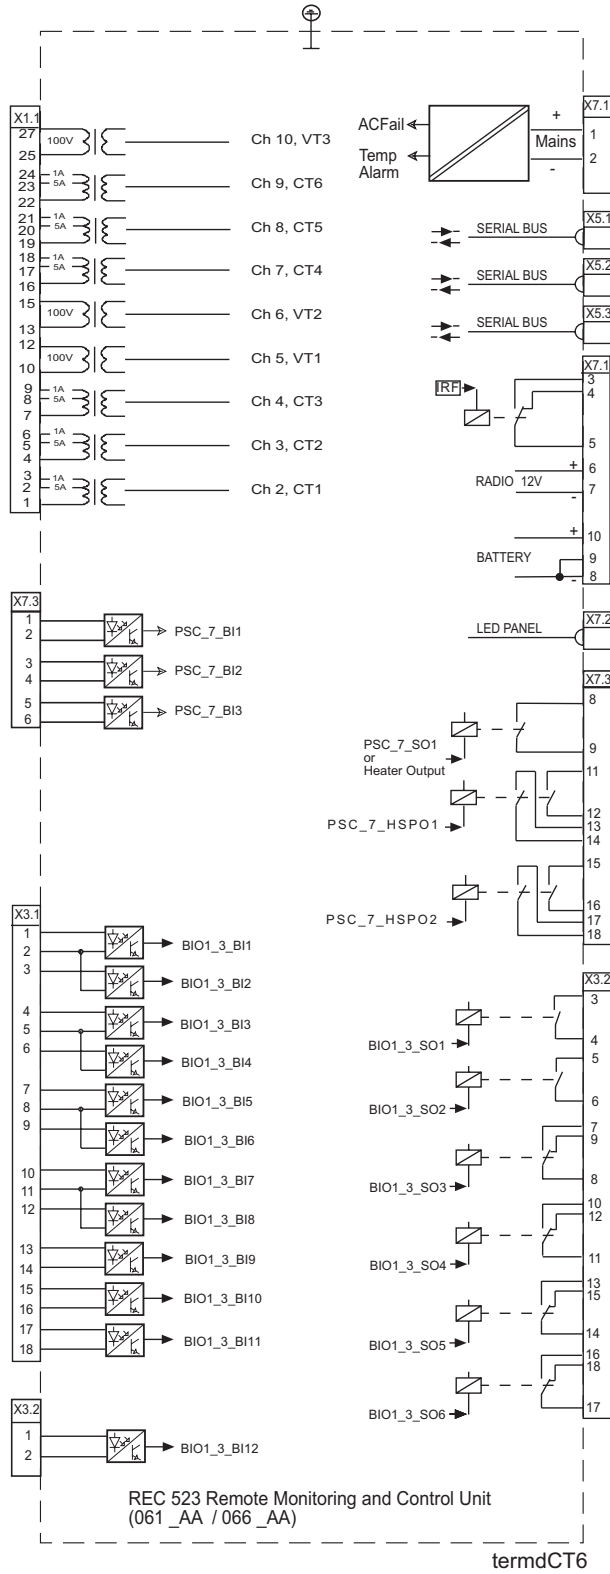 X1.1
27
100V
25
Ch 10, VT3
24
1A
23
5A
22
Ch 9, CT6
21
1A
20
5A
19
Ch 8, CT5
18
1A
17
5A
16
Ch 7, CT4
15
100V
13
Ch 6, VT2
12
100V
10
Ch 5, VT1
9
1A
8
5A
7
Ch 4, CT3
6
1A
5
5A
4
Ch 3, CT2
3
1A
2
5A
1
Ch 2, CT1
ACFail
Temp
Alarm
+
Mains
-
X7.1
1
2
X5.1
SERIAL BUS
X5.2
SERIAL BUS
X5.3
SERIAL BUS
X7.1
IRF
3
4
5
+
6
RADIO 12V
7
-
+
10
BATTERY
9
-
8
X7.2
LED PANEL
X7.3
1
2
PSC_7_BI1
3
4
PSC_7_BI2
5
6
PSC_7_BI3
X7.3
8
PSC_7_SO1
or
Heater Output
9
11
12
PSC_7_HSPO1
13
14
15
16
PSC_7_HSPO2
17
18
X3.1
1
2
BIO1_3_BI1
3
BIO1_3_BI2
4
5
BIO1_3_BI3
6
BIO1_3_BI4
7
8
BIO1_3_BI5
9
BIO1_3_BI6
10
11
BIO1_3_BI7
12
BIO1_3_BI8
13
14
BIO1_3_BI9
15
16
BIO1_3_BI10
17
18
BIO1_3_BI11
X3.2
1
2
BIO1_3_BI12
X3.2
3
4
BIO1_3_SO1
5
6
BIO1_3_SO2
7
9
8
BIO1_3_SO3
10
12
11
BIO1_3_SO4
13
15
14
BIO1_3_SO5
16
18
17
BIO1_3_SO6
REC 523 Remote Monitoring and Control Unit
(061 _AA / 066 _AA)
termdCT6